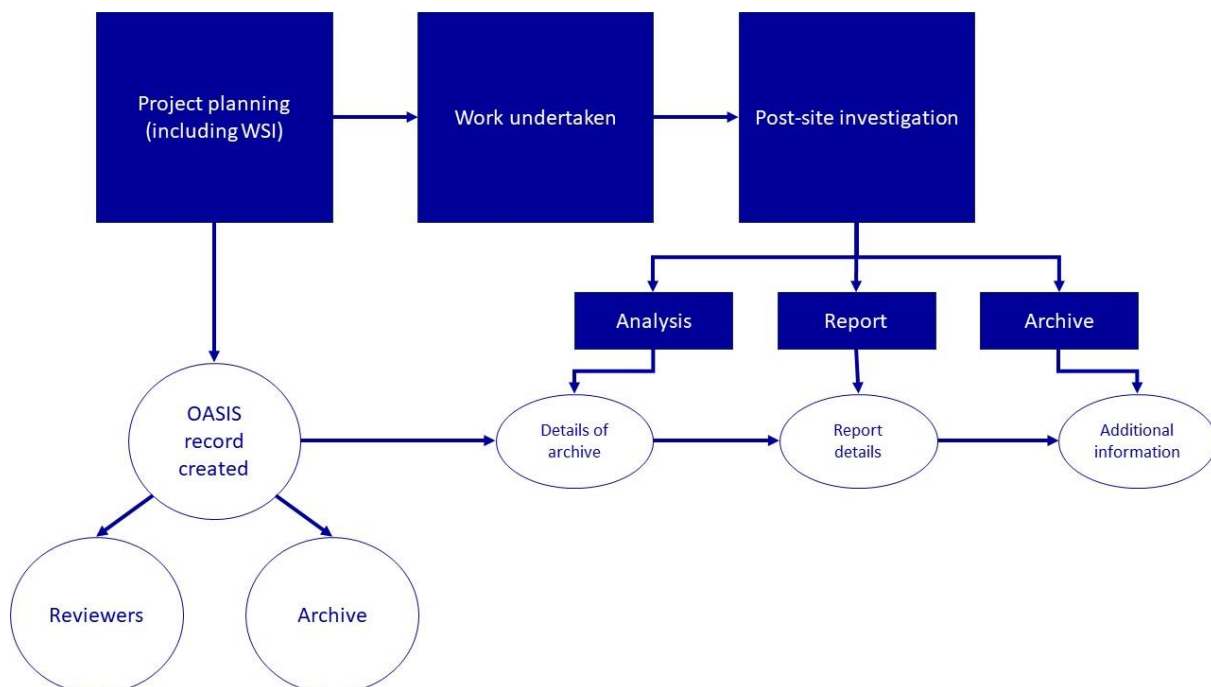 Project planning
(including WSI)
Work undertaken
Post-site investigation
Analysis
Report
Archive
OASIS
record
created
Details of
archive
Report
details
Additional
information
Reviewers
Archive